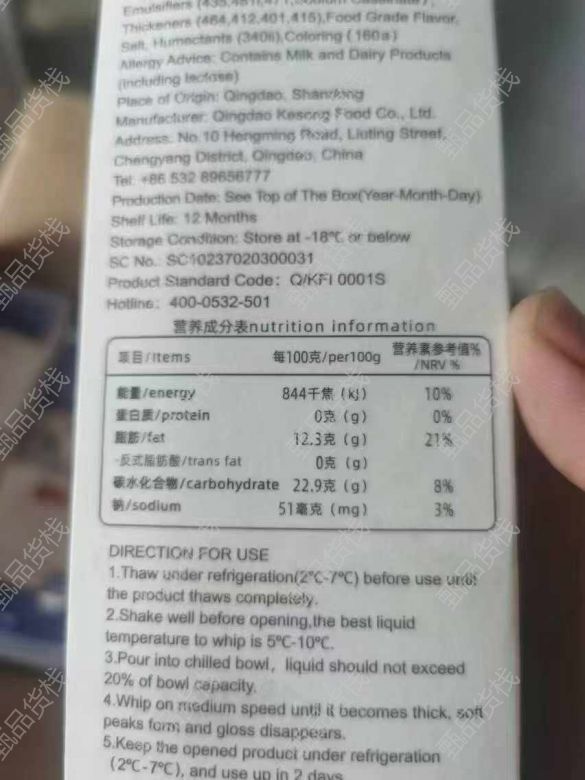 Emulsifiers
Thickeners (464,412,401,415),Food Grade Flavor,
Salt, Humectants (340ii),Coloring (160a)
Allergy Advice: Contains Milk and Dairy Products
(including lactose)
Place of Origin: Qingdao, Shandong
Manufacturer: Qingdao Kesong Food Co., Ltd.
Address: No.10 Hengming Road, Liuting Street,
Chengyang District, Qingdao, China
Tel: +86 532 89656777
Production Date: See Top of The Box(Year-Month-Day)
Shelf Life: 12 Months
Storage Condition: Store at -18℃ or below
SC No.: SC10237020300031
Product Standard Code: Q/KFI 0001S
Hotline: 400-0532-501
营养成分表nutrition information
项目/Items 每100克/per100g 营养素参考值%/NRV %
能量/energy 844千焦 (kJ) 10%
蛋白质/protein 0克 (g) 0%
脂肪/fat 12.3克 (g) 21%
-反式脂肪酸/trans fat 0克 (g)
碳水化合物/carbohydrate 22.9克 (g) 8%
钠/sodium 51毫克 (mg) 3%
DIRECTION FOR USE
1.Thaw under refrigeration(2℃-7℃) before use until
the product thaws completely.
2.Shake well before opening,the best liquid
temperature to whip is 5℃-10℃.
3.Pour into chilled bowl, liquid should not exceed
20% of bowl capacity.
4.Whip on medium speed until it becomes thick, soft
peaks form and gloss disappears.
5.Keep the opened product under refrigeration
(2℃-7℃), and use up in 2 days
甄品货栈